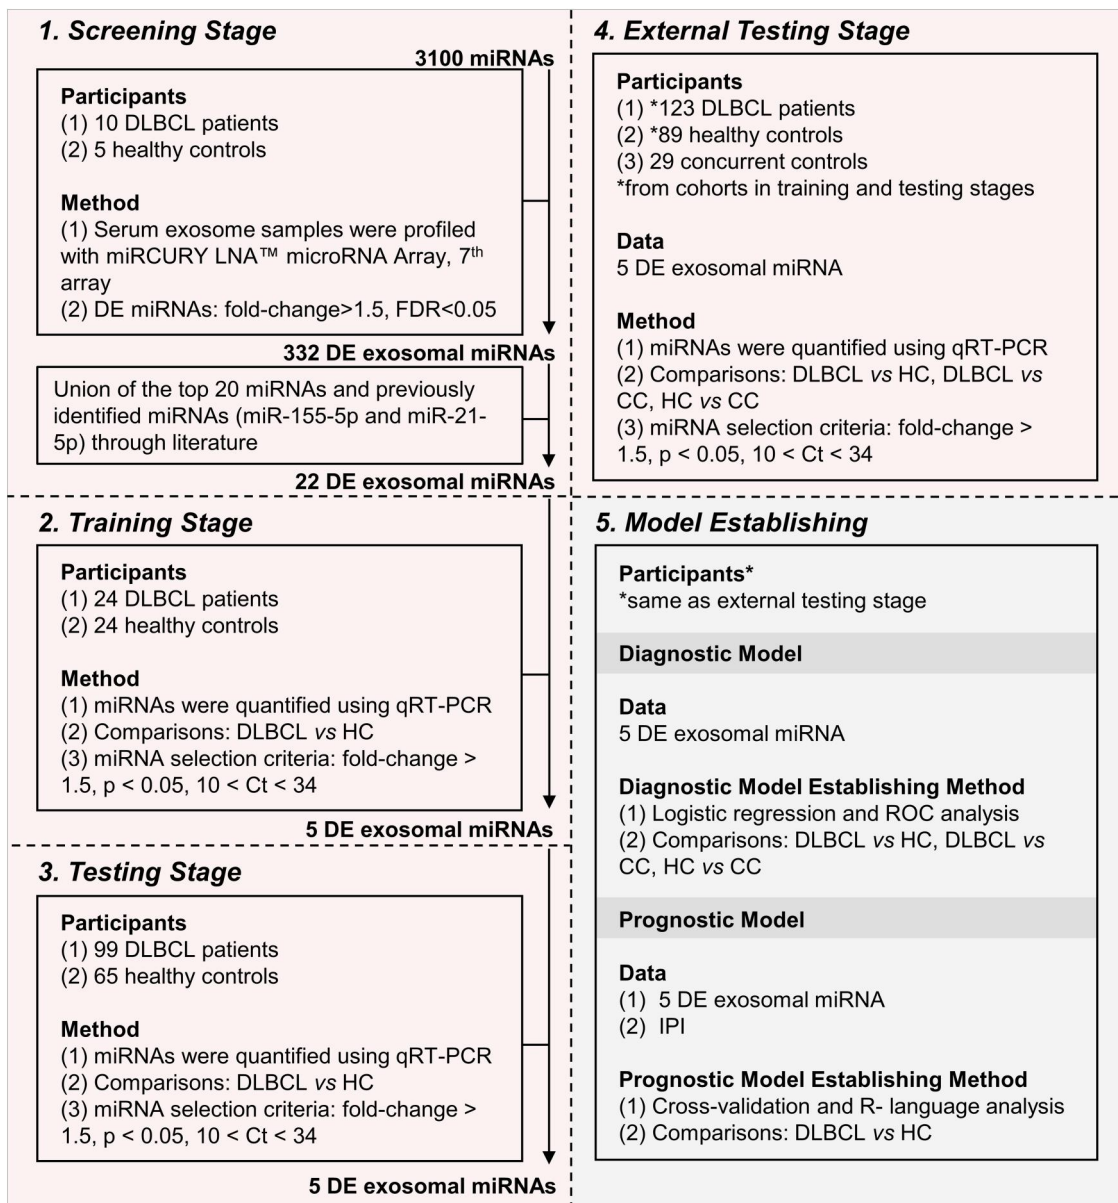 1. Screening Stage
3100 miRNAs
Participants
(1) 10 DLBCL patients
(2) 5 healthy controls
Method
(1) Serum exosome samples were profiled
with miRCURY LNA™ microRNA Array, 7th
array
(2) DE miRNAs: fold-change>1.5, FDR<0.05
332 DE exosomal miRNAs
Union of the top 20 miRNAs and previously
identified miRNAs (miR-155-5p and miR-21-
5p) through literature
22 DE exosomal miRNAs
2. Training Stage
Participants
(1) 24 DLBCL patients
(2) 24 healthy controls
Method
(1) miRNAs were quantified using qRT-PCR
(2) Comparisons: DLBCL vs HC
(3) miRNA selection criteria: fold-change >
1.5, p < 0.05, 10 < Ct < 34
5 DE exosomal miRNAs
3. Testing Stage
Participants
(1) 99 DLBCL patients
(2) 65 healthy controls
Method
(1) miRNAs were quantified using qRT-PCR
(2) Comparisons: DLBCL vs HC
(3) miRNA selection criteria: fold-change >
1.5, p < 0.05, 10 < Ct < 34
5 DE exosomal miRNAs
4. External Testing Stage
Participants
(1) *123 DLBCL patients
(2) *89 healthy controls
(3) 29 concurrent controls
*from cohorts in training and testing stages
Data
5 DE exosomal miRNA
Method
(1) miRNAs were quantified using qRT-PCR
(2) Comparisons: DLBCL vs HC, DLBCL vs
CC, HC vs CC
(3) miRNA selection criteria: fold-change >
1.5, p < 0.05, 10 < Ct < 34
5. Model Establishing
Participants*
*same as external testing stage
Diagnostic Model
Data
5 DE exosomal miRNA
Diagnostic Model Establishing Method
(1) Logistic regression and ROC analysis
(2) Comparisons: DLBCL vs HC, DLBCL vs
CC, HC vs CC
Prognostic Model
Data
(1) 5 DE exosomal miRNA
(2) IPI
Prognostic Model Establishing Method
(1) Cross-validation and R- language analysis
(2) Comparisons: DLBCL vs HC